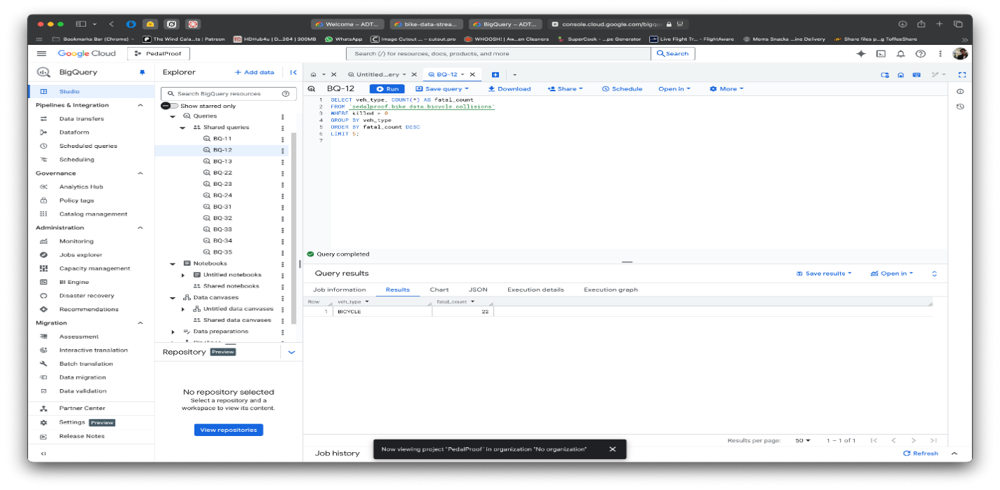 Welcome – ADT...
bike-data-strea...
BigQuery – ADT...
console.cloud.google.com/bigqu
Bookmarks Bar (Chrome)
The Wind Cala...ts | Patreon
HDHub4u | D...264 | 300MB
WhatsApp
Image Cutout ... – cutout.pro
WHOOSH! | Aw...en Cleaners
SuperCook - ...pe Generator
Live Flight Tr... - FlightAware
Moms Snacks ...ine Delivery
Share files p...g ToffeeShare
Google Cloud
PedalProof
Search (/) for resources, docs, products, and more
Search
BigQuery
Studio
Pipelines & Integration
Data transfers
Dataform
Scheduled queries
Scheduling
Governance
Analytics Hub
Policy tags
Catalog management
Administration
Monitoring
Jobs explorer
Capacity management
BI Engine
Disaster recovery
Recommendations
Migration
Assessment
Interactive translation
Batch translation
Data migration
Data validation
Partner Center
Settings Preview
Release Notes
Explorer
+ Add data
Search BigQuery resources
Show starred only
Queries
Shared queries
BQ-11
BQ-12
BQ-13
BQ-22
BQ-23
BQ-24
BQ-31
BQ-32
BQ-33
BQ-34
BQ-35
Notebooks
Untitled notebooks
Shared notebooks
Data canvases
Untitled data canvases
Shared data canvases
Data preparations
Repository Preview
No repository selected
Select a repository and a
workspace to view its content.
View repositories
Untitled...ery
BQ-12
BQ-12
Run
Save query
Download
Share
Schedule
Open in
More
1 SELECT veh_type, COUNT(*) AS fatal_count
2 FROM `pedalproof.bike_data.bicycle_collisions`
3 WHERE killed > 0
4 GROUP BY veh_type
5 ORDER BY fatal_count DESC
6 LIMIT 5;
7
Query completed
Query results
Save results
Open in
Job information
Results
Chart
JSON
Execution details
Execution graph
Row veh_type fatal_count
1 BICYCLE 22
Results per page: 50 1 – 1 of 1
Now viewing project "PedalProof" in organization "No organization"
Job history
Refresh